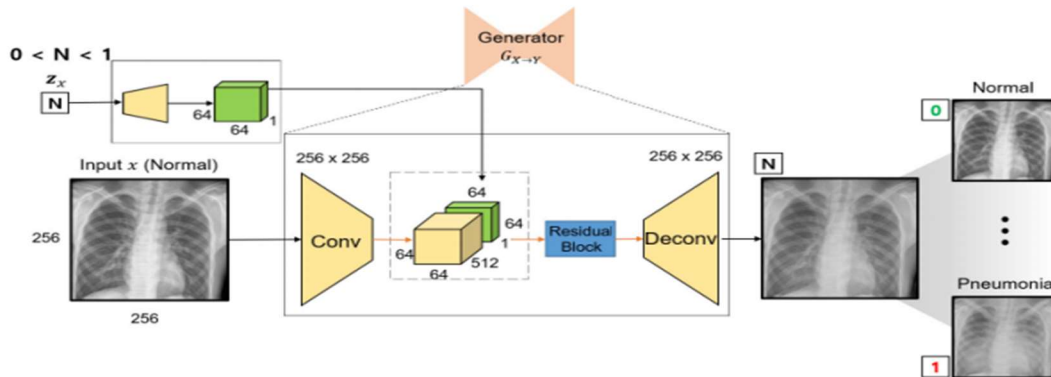 Generator
G_{X→Y}
0 < N < 1
z_x
N
64
64
1
Input x (Normal)
256
256
256 x 256
Conv
64
64
1
64
64
512
Residual
Block
256 x 256
Deconv
N
Normal
0
Pneumonia
1